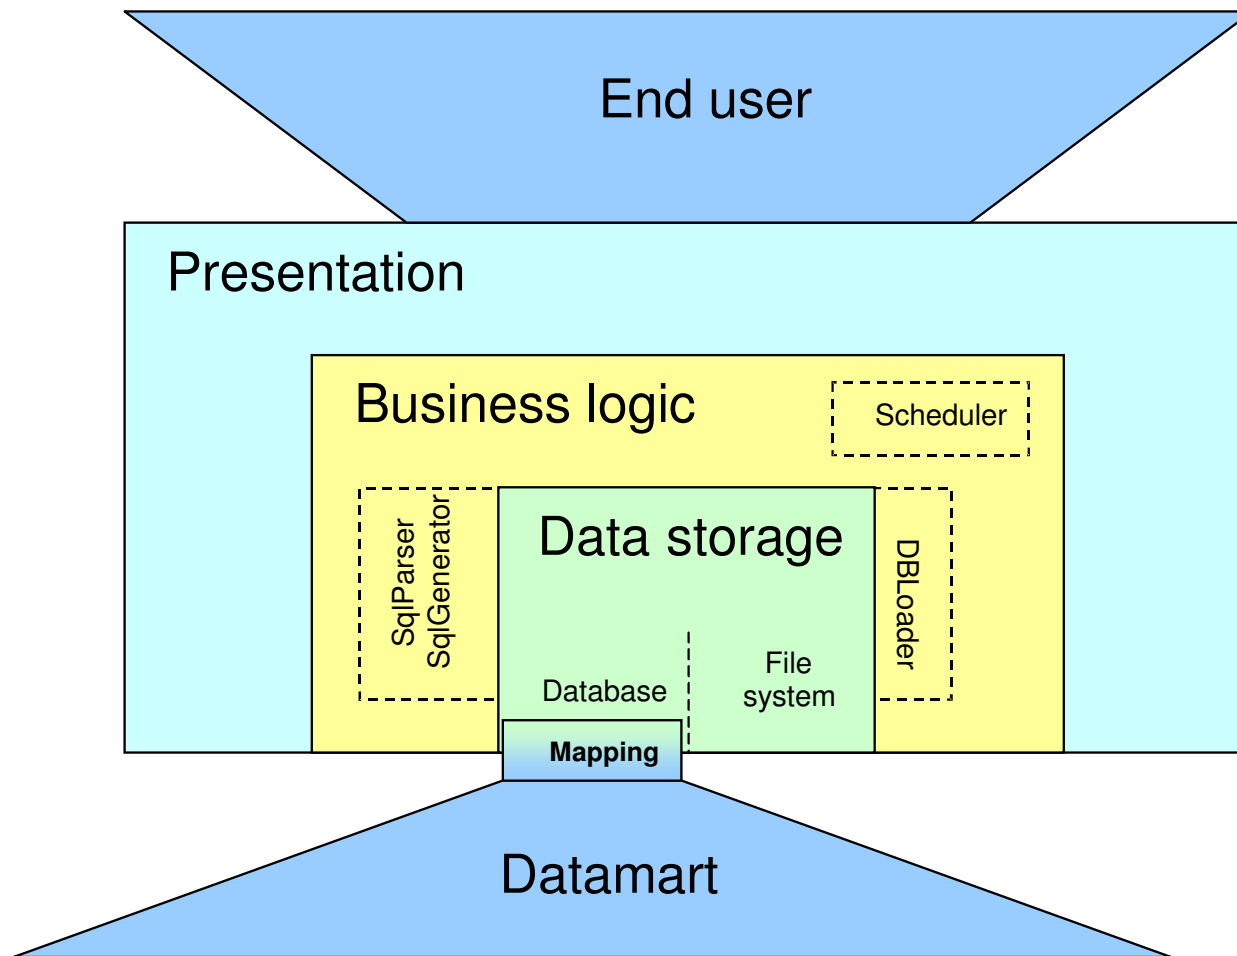 End user
Presentation
Business logic
Scheduler
SqlParser
SqlGenerator
Data storage
DBLoader
Database
File
system
Mapping
Datamart